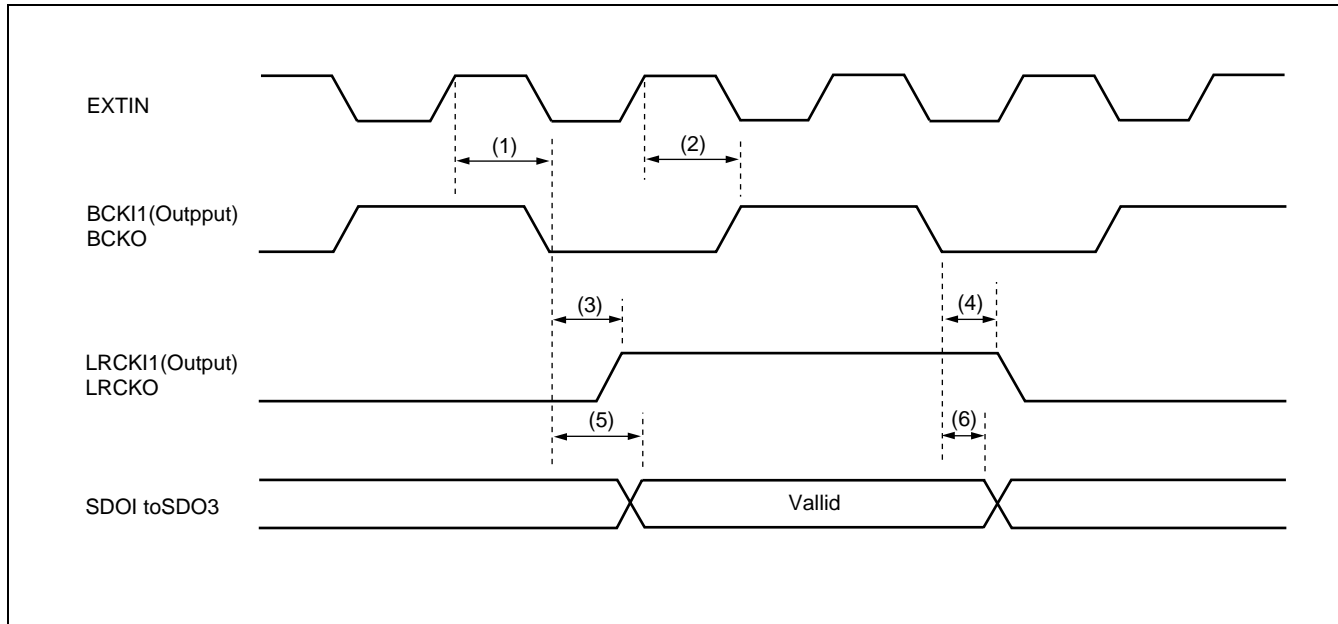 EXTIN
(1)
(2)
BCKI1(Outpput)
BCKO
(3)
(4)
LRCKI1(Output)
LRCKO
(5)
(6)
SDOI toSDO3
Vallid